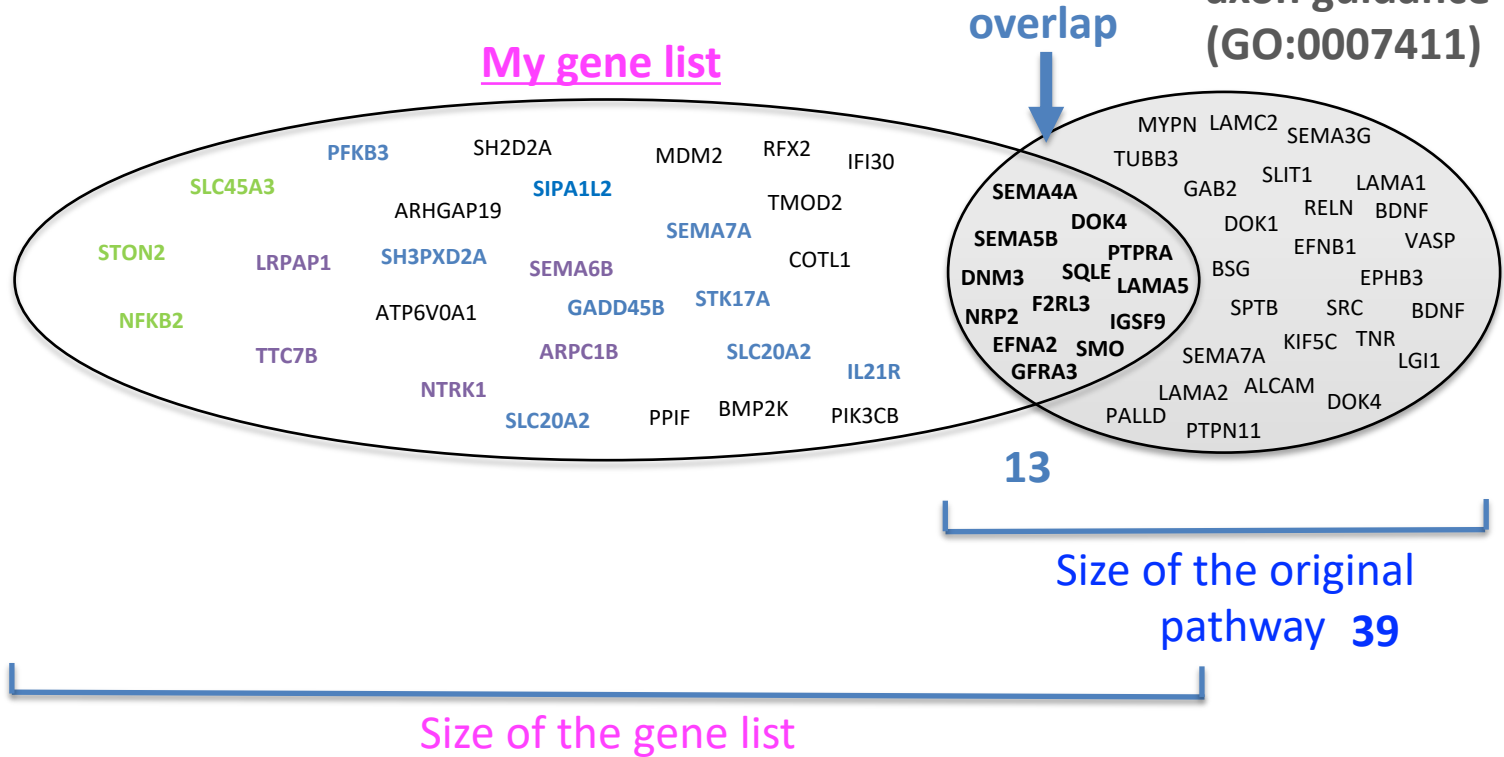 axon guidance
(GO:0007411)
overlap
My gene list
PFKB3
SH2D2A
MDM2
RFX2
IFI30
SLC45A3
SIPA1L2
TMOD2
ARHGAP19
SEMA7A
STON2
LRPAP1
SH3PXD2A
SEMA6B
COTL1
GADD45B
STK17A
NFKB2
ATP6V0A1
TTC7B
ARPC1B
SLC20A2
IL21R
NTRK1
SLC20A2
PPIF
BMP2K
PIK3CB
SEMA4A
DOK4
SEMA5B
PTPRA
DNM3
SQLE
LAMA5
F2RL3
NRP2
IGSF9
EFNA2
SMO
GFRA3
MYPN
LAMC2
SEMA3G
TUBB3
SLIT1
GAB2
LAMA1
RELN
BDNF
DOK1
EFNB1
VASP
BSG
EPHB3
SPTB
SRC
BDNF
KIF5C
TNR
SEMA7A
LGI1
LAMA2
ALCAM
DOK4
PALLD
PTPN11
13
Size of the original
pathway 39
Size of the gene list